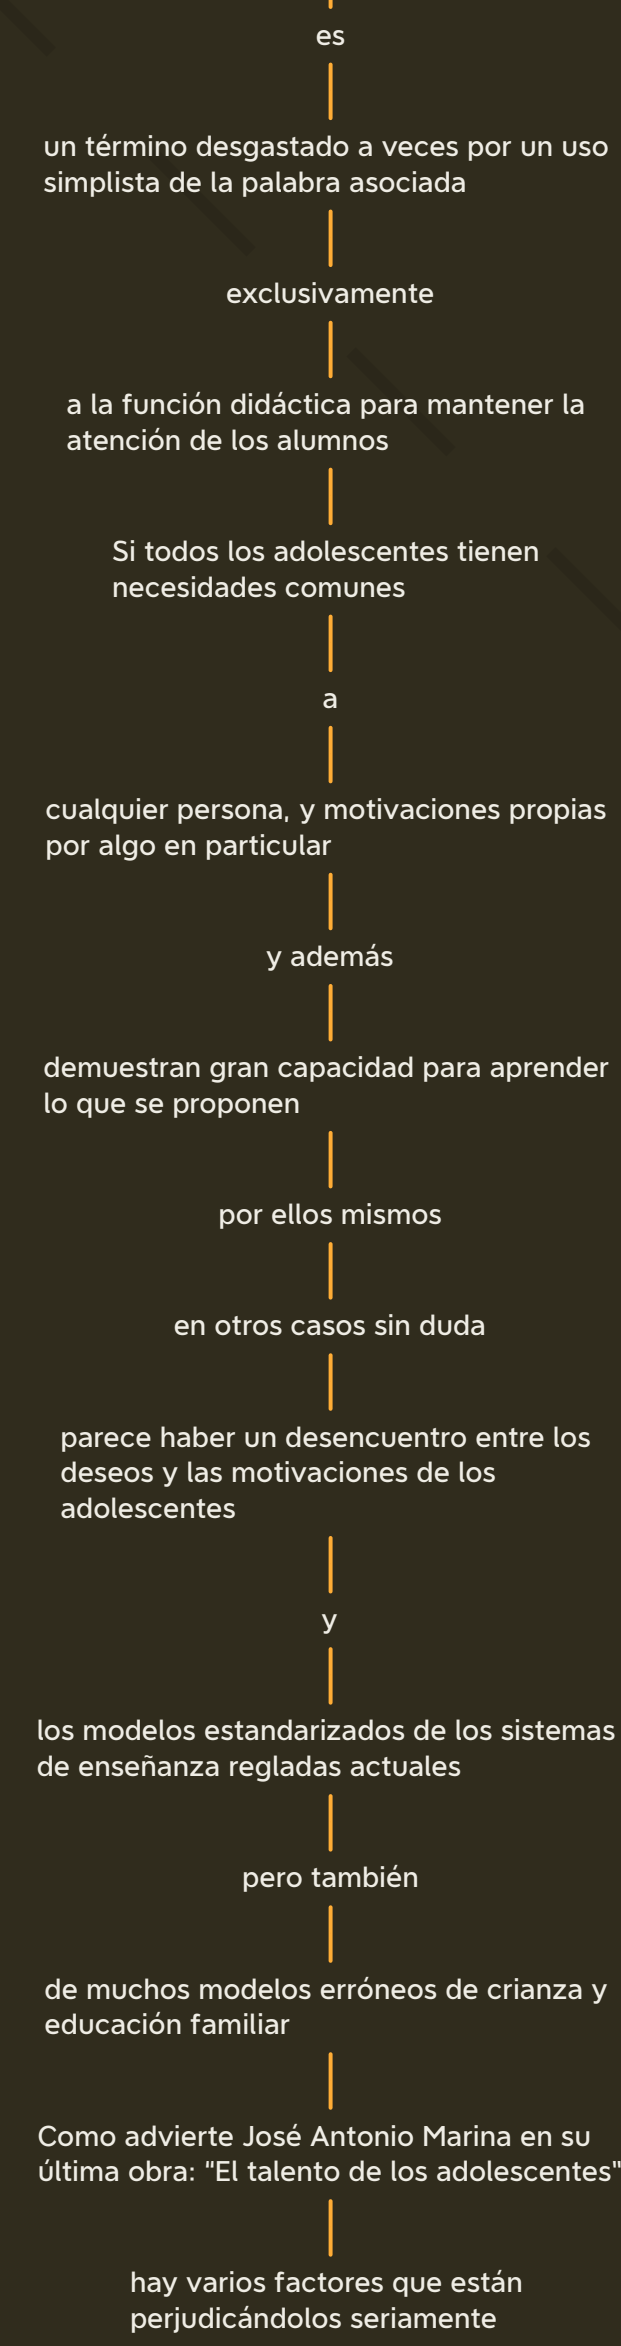 es
un término desgastado a veces por un uso
simplista de la palabra asociada
exclusivamente
a la función didáctica para mantener la
atención de los alumnos
Si todos los adolescentes tienen
necesidades comunes
a
cualquier persona, y motivaciones propias
por algo en particular
y además
demuestran gran capacidad para aprender
lo que se proponen
por ellos mismos
en otros casos sin duda
parece haber un desencuentro entre los
deseos y las motivaciones de los
adolescentes
y
los modelos estandarizados de los sistemas
de enseñanza regladas actuales
pero también
de muchos modelos erróneos de crianza y
educación familiar
Como advierte José Antonio Marina en su
última obra: "El talento de los adolescentes"
hay varios factores que están
perjudicándolos seriamente